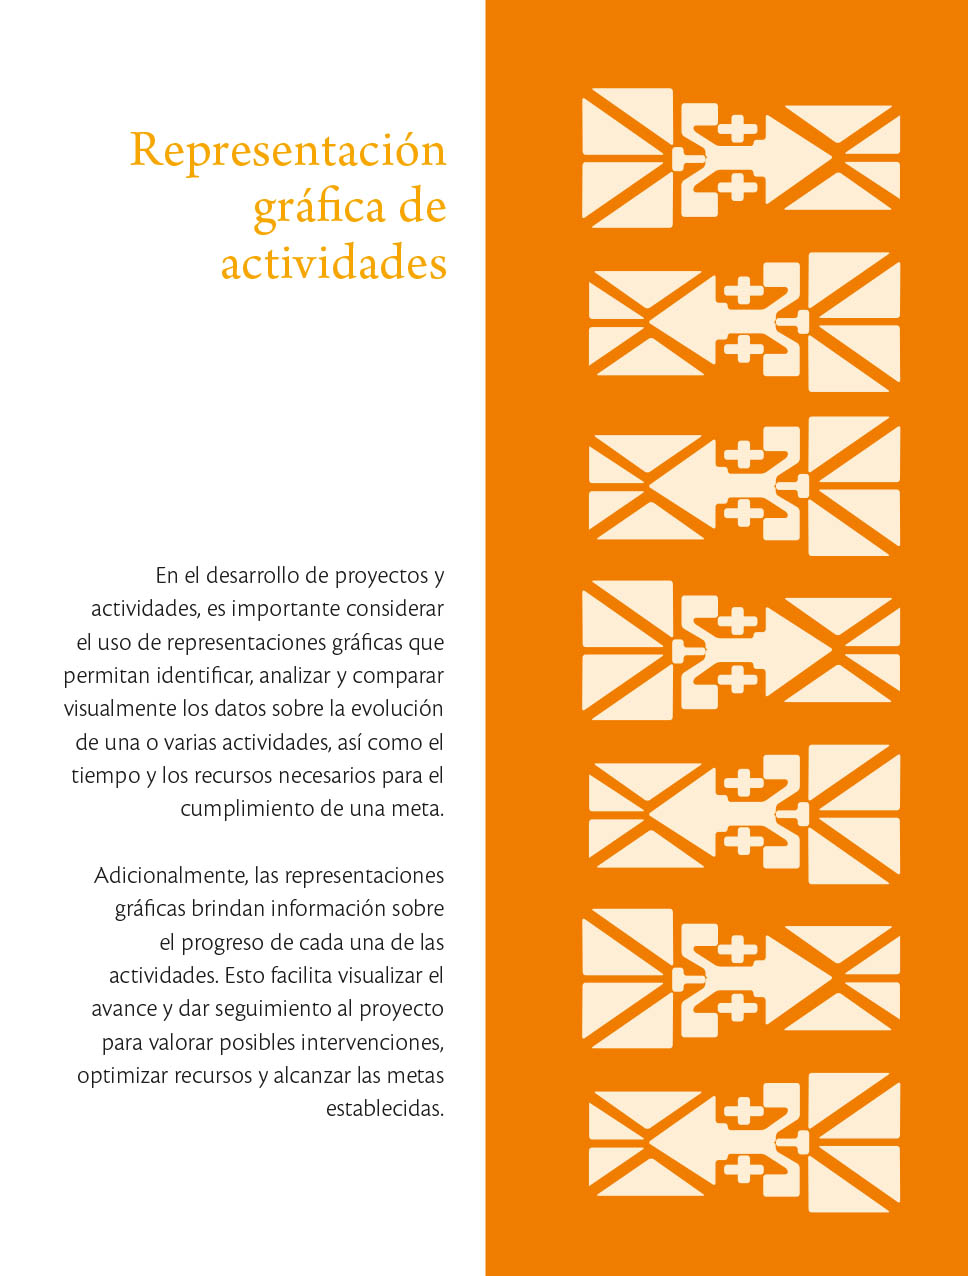 Representación
gráfica de
actividades
En el desarrollo de proyectos y
actividades, es importante considerar
el uso de representaciones gráficas que
permitan identificar, analizar y comparar
visualmente los datos sobre la evolución
de una o varias actividades, así como el
tiempo y los recursos necesarios para el
cumplimiento de una meta.
Adicionalmente, las representaciones
gráficas brindan información sobre
el progreso de cada una de las
actividades. Esto facilita visualizar el
avance y dar seguimiento al proyecto
para valorar posibles intervenciones,
optimizar recursos y alcanzar las metas
establecidas.